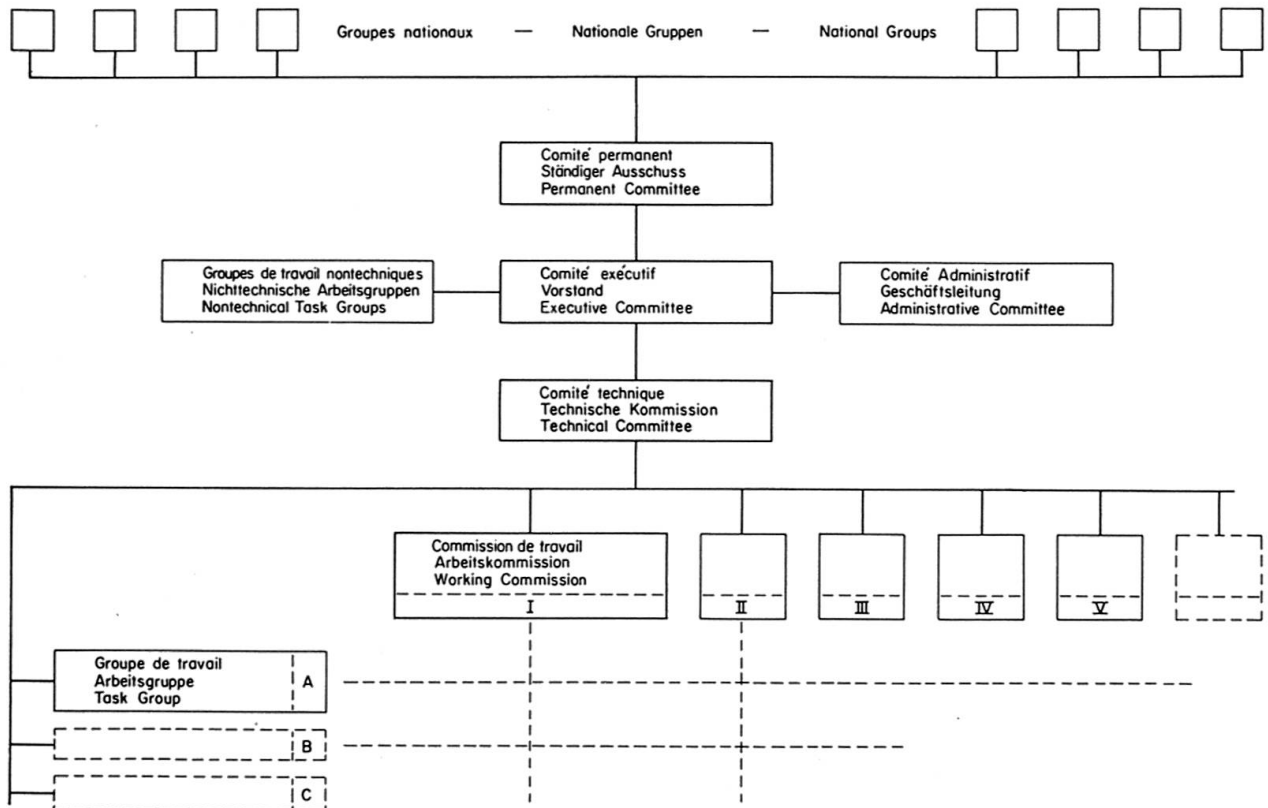 Groupes nationaux — Nationale Gruppen — National Groups
Comité permanent
Ständiger Ausschuss
Permanent Committee
Groupes de travail nontechniques
Nichttechnische Arbeitsgruppen
Nontechnical Task Groups
Comité exécutif
Vorstand
Executive Committee
Comité Administratif
Geschäftsleitung
Administrative Committee
Comité technique
Technische Kommission
Technical Committee
Commission de travail
Arbeitskommission
Working Commission
I
II
III
IV
V
Groupe de travail
Arbeitsgruppe
Task Group
A
B
C